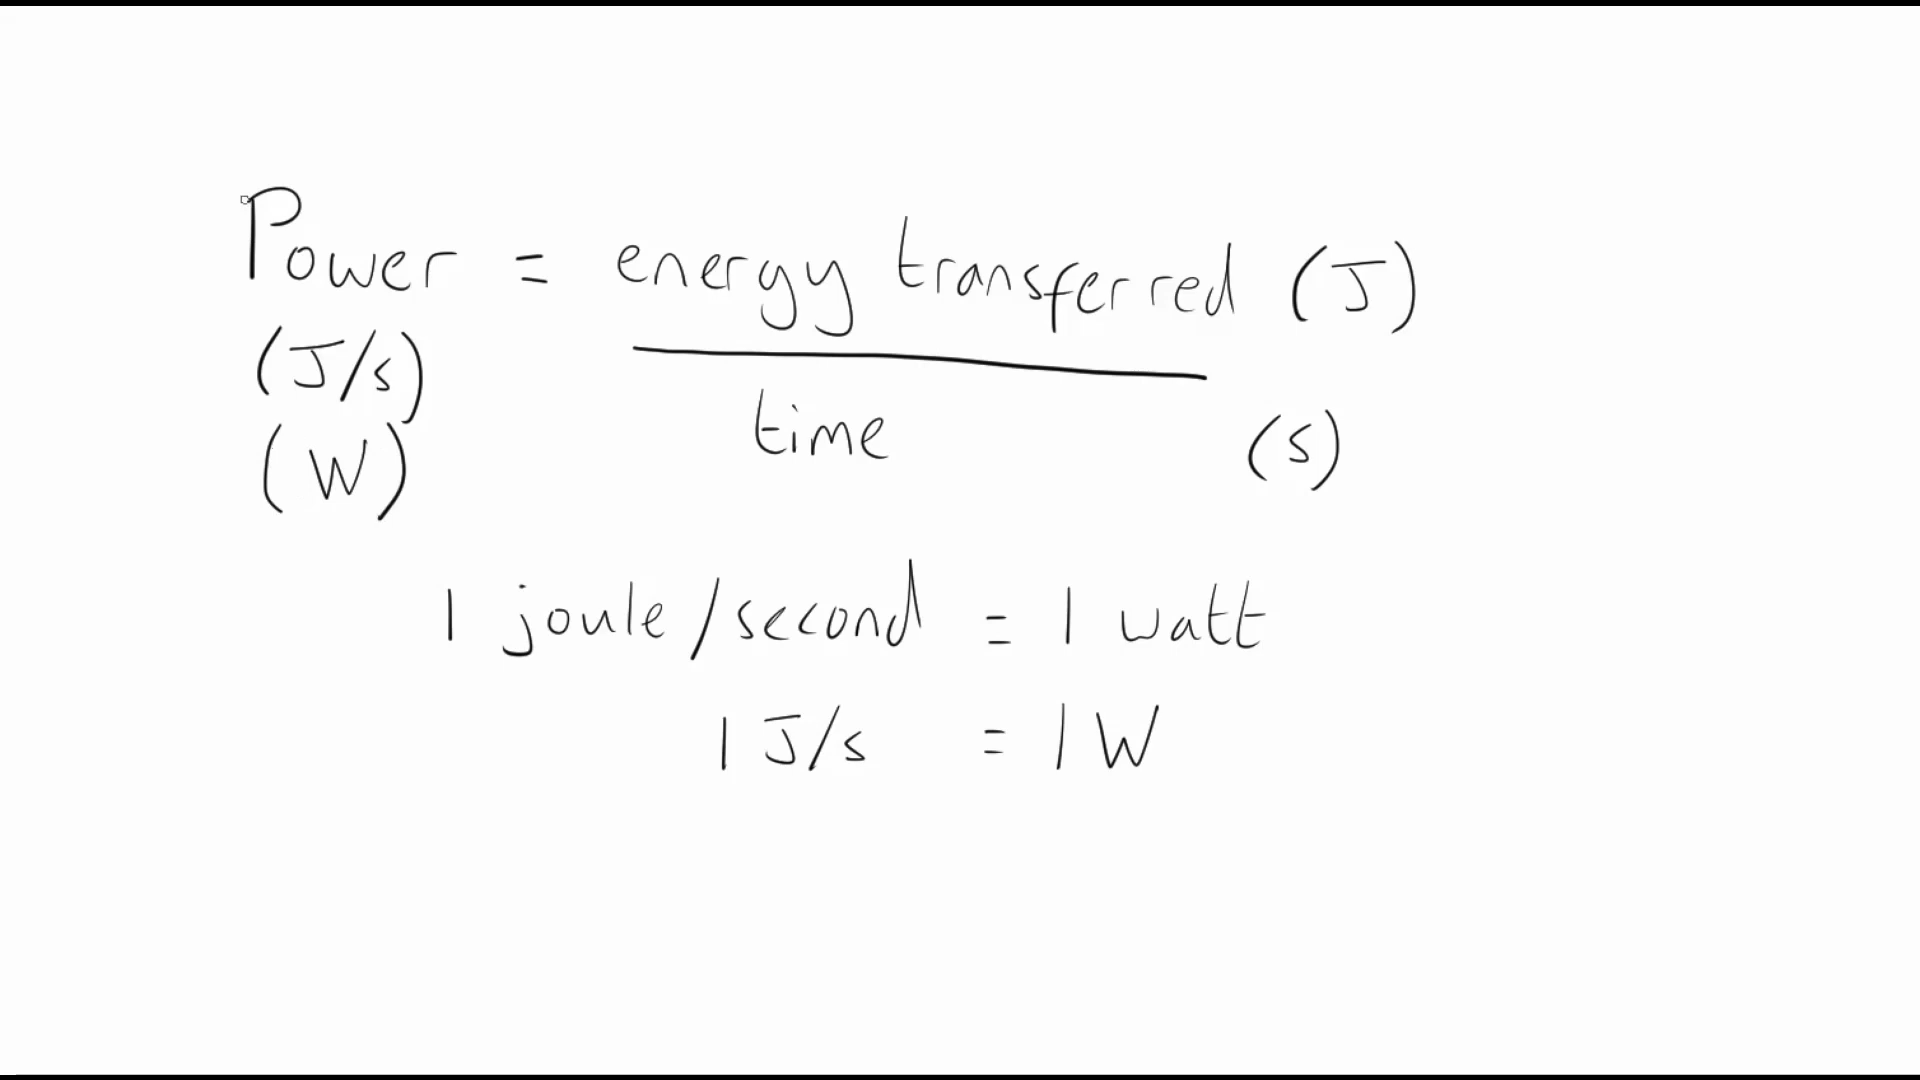 Power = energy transferred (J)
(J/s)
time (s)
(W)
1 joule/second = 1 watt
1 J/s = 1 W